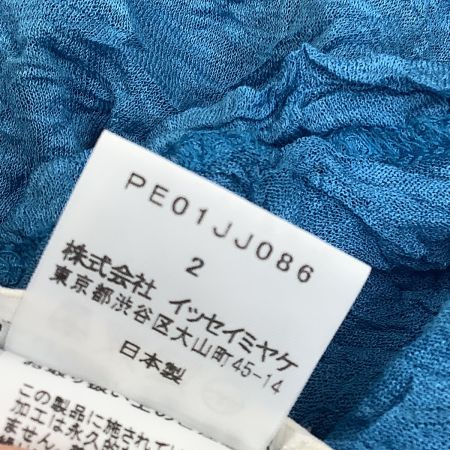 PE01JJ086
2
株式会社 イッセイミヤケ
東京都渋谷区大山町45-14
日本製
この製品に施されてい
加工は永久的な
ません。